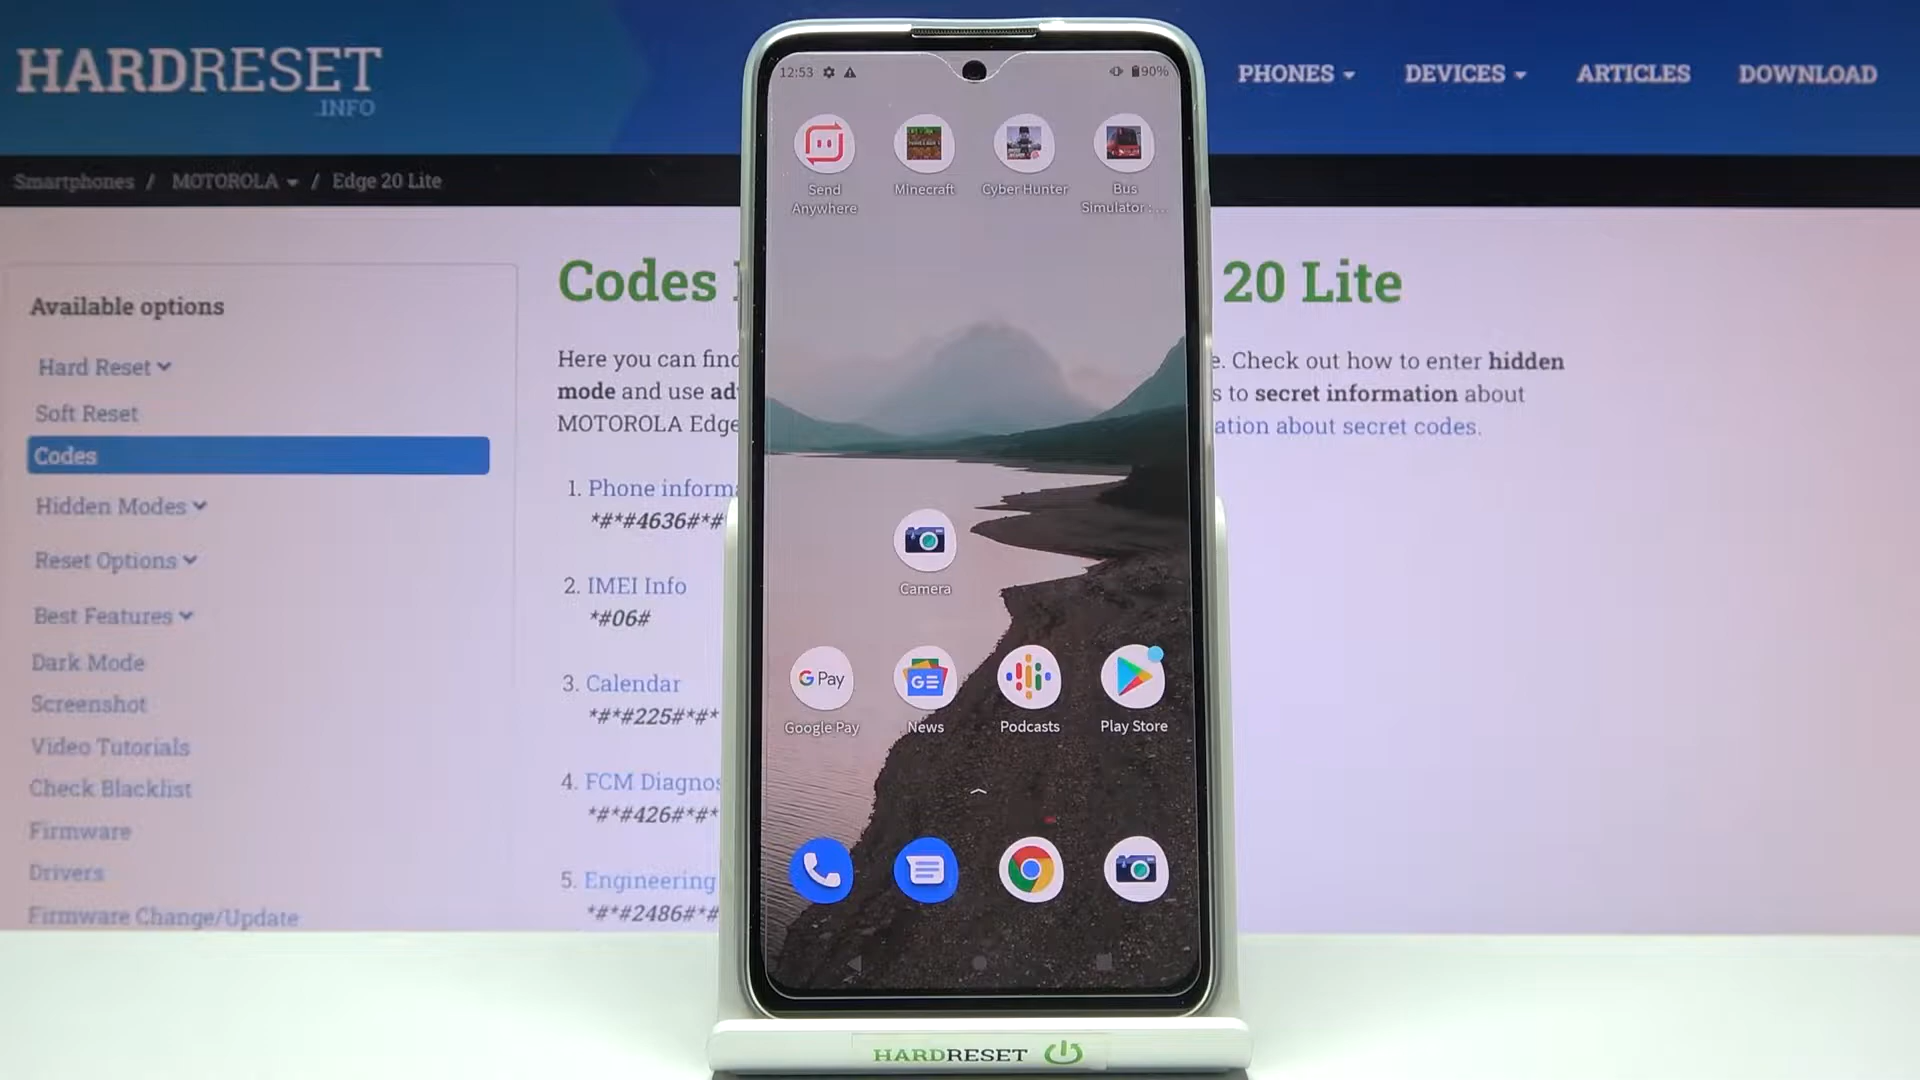 HARDRESET
.INFO
PHONES
DEVICES
ARTICLES
DOWNLOAD
Smartphones / MOTOROLA / Edge 20 Lite
Available options
Hard Reset
Soft Reset
Codes
Hidden Modes
Reset Options
Best Features
Dark Mode
Screenshot
Video Tutorials
Check Blacklist
Firmware
Drivers
Firmware Change/Update
Codes 20 Lite
Here you can find e. Check out how to enter hidden
mode and use s to secret information about
MOTOROLA Edge ation about secret codes.
1. Phone
*#*#4636#*#
2. IMEI Info
*#06#
3. Calendar
*#*#225#*#*
4. FCM
*#*#426#*#*
5. Engineering
*#*#2486#*#
12:53
90%
Send
Anywhere
Minecraft
Cyber Hunter
Bus
Simulator : ...
Camera
G Pay
Google Pay
GE
News
Podcasts
Play Store
HARDRESET